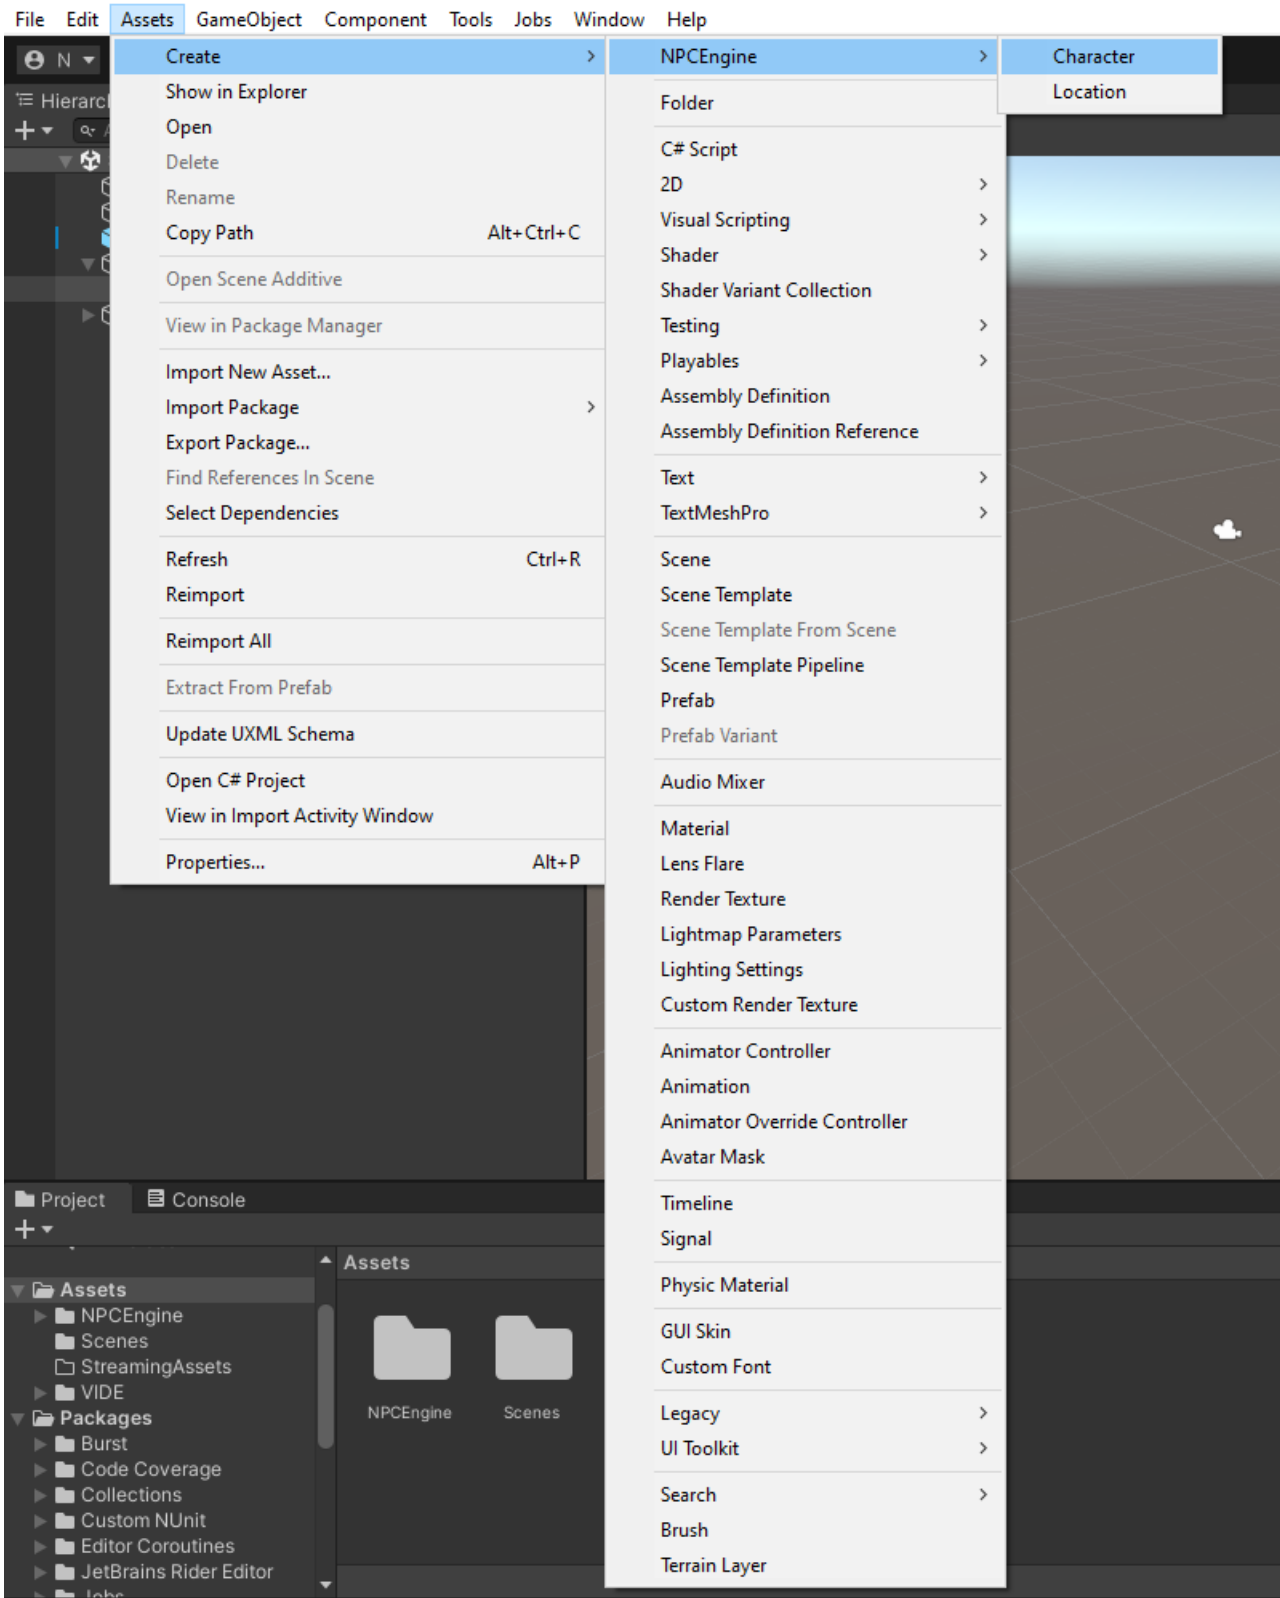 File Edit Assets GameObject Component Tools Jobs Window Help
N
Hierarc
Create
Show in Explorer
Open
Delete
Rename
Copy Path Alt+Ctrl+C
Open Scene Additive
View in Package Manager
Import New Asset...
Import Package
Export Package...
Find References In Scene
Select Dependencies
Refresh Ctrl+R
Reimport
Reimport All
Extract From Prefab
Update UXML Schema
Open C# Project
View in Import Activity Window
Properties... Alt+P
NPCEngine
Folder
C# Script
2D
Visual Scripting
Shader
Shader Variant Collection
Testing
Playables
Assembly Definition
Assembly Definition Reference
Text
TextMeshPro
Scene
Scene Template
Scene Template From Scene
Scene Template Pipeline
Prefab
Prefab Variant
Audio Mixer
Material
Lens Flare
Render Texture
Lightmap Parameters
Lighting Settings
Custom Render Texture
Animator Controller
Animation
Animator Override Controller
Avatar Mask
Timeline
Signal
Physic Material
GUI Skin
Custom Font
Legacy
UI Toolkit
Search
Brush
Terrain Layer
Character
Location
Project Console
Assets
NPCEngine
Scenes
StreamingAssets
VIDE
Packages
Burst
Code Coverage
Collections
Custom NUnit
Editor Coroutines
JetBrains Rider Editor
Jobs
Assets
NPCEngine Scenes